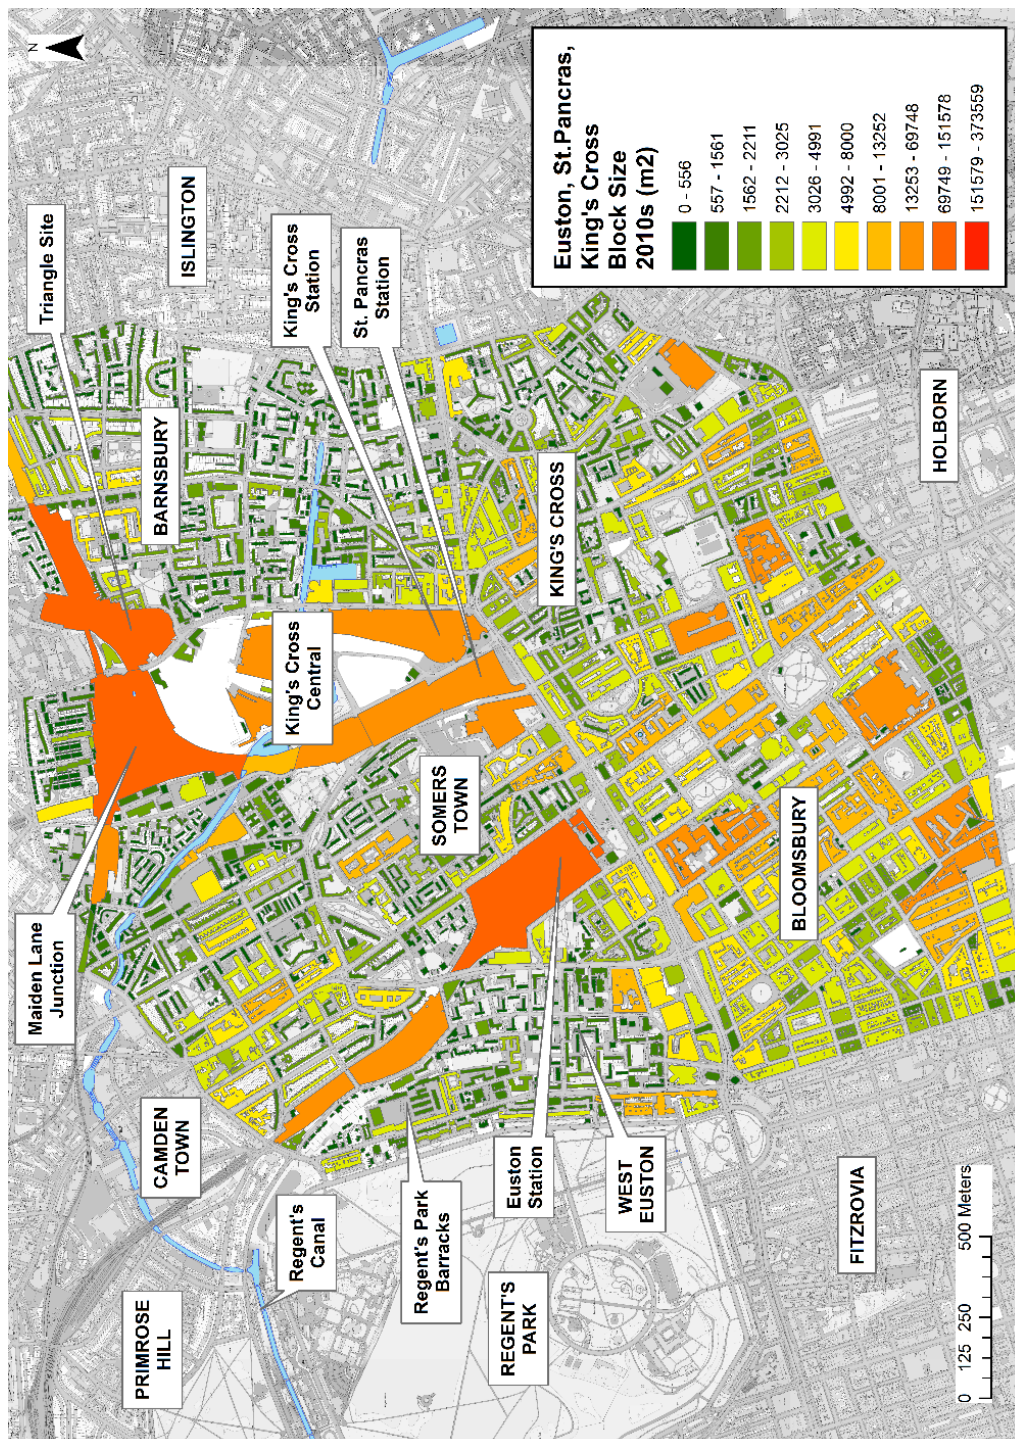 N
Triangle Site
ISLINGTON
King's Cross
Station
St. Pancras
Station
BARNSBURY
Maiden Lane
Junction
King's Cross
Central
KING'S CROSS
SOMERS
TOWN
CAMDEN
TOWN
PRIMROSE
HILL
Regent's
Canal
Regent's Park
Barracks
REGENT'S
PARK
Euston
Station
WEST
EUSTON
BLOOMSBURY
HOLBORN
FITZROVIA
Euston, St.Pancras,
King's Cross
Block Size
2010s (m2)
0 - 556
557 - 1561
1562 - 2211
2212 - 3025
3026 - 4991
4992 - 8000
8001 - 13252
13253 - 69748
69749 - 151578
151579 - 373559
0 125 250 500 Meters